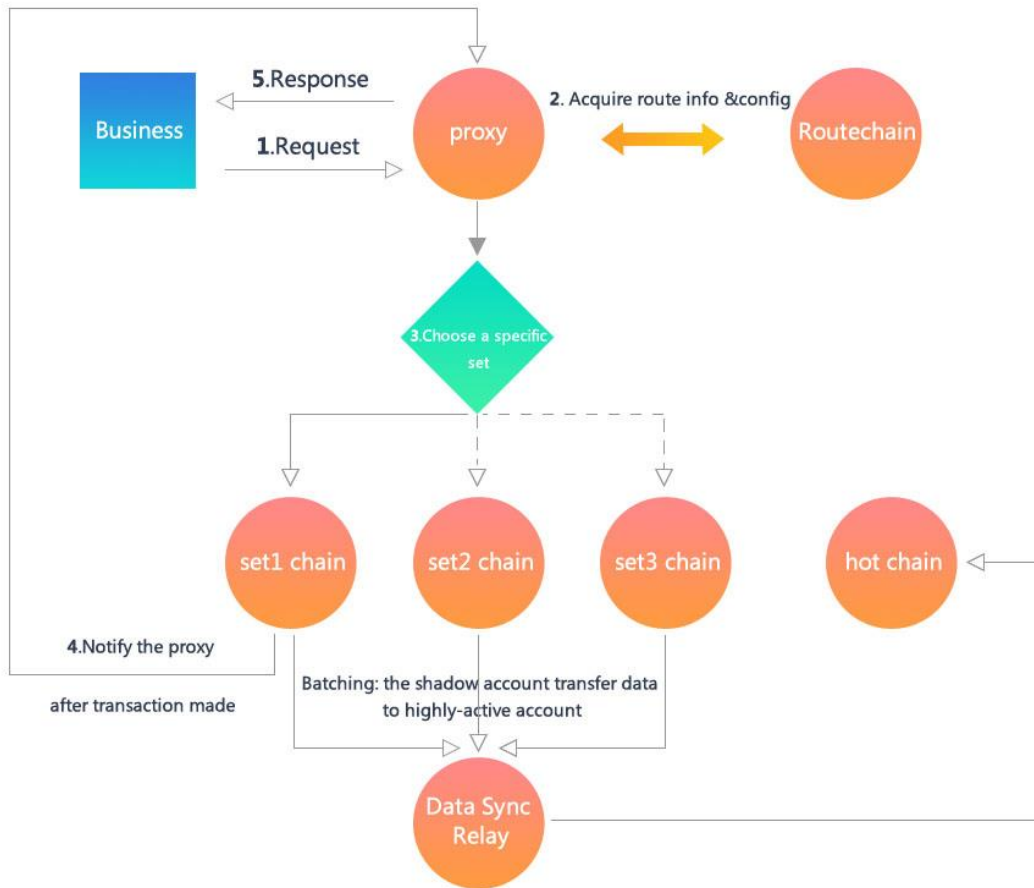 5.Response
2. Acquire route info &config
Business
proxy
Routechain
1.Request
3.Choose a specific
set
set1 chain
set2 chain
set3 chain
hot chain
4.Notify the proxy
after transaction made
Batching: the shadow account transfer data
to highly-active account
Data Sync
Relay